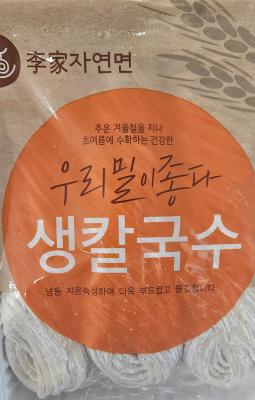 李家자연면
추운 겨울철을 지나
초여름에 수확하는 건강한
우리밀이좋다
생칼국수
냉동 저온숙성하여 더욱 부드럽고 쫄깃합니다